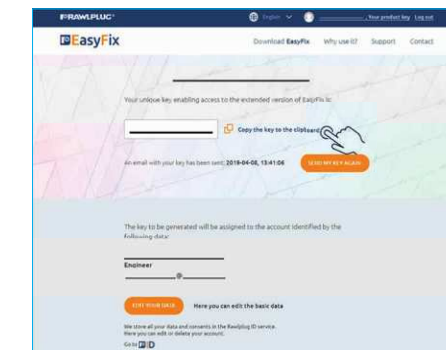 RAWLPLUG®
English
, Your product key Log out
EasyFix
Download EasyFix Why use it? Support Contact
Your unique key enabling access to the extended version of EasyFix is:
Copy the key to the clipboard
An email with your key has been sent: 2019-04-08, 13:41:06
SEND MY KEY AGAIN
The key to be generated will be assigned to the account identified by the
following data:
Engineer
@
EDIT YOUR DATA
Here you can edit the basic data
We store all your data and consents in the Rawlplug ID service.
Here you can edit or delete your account.
Go to ID